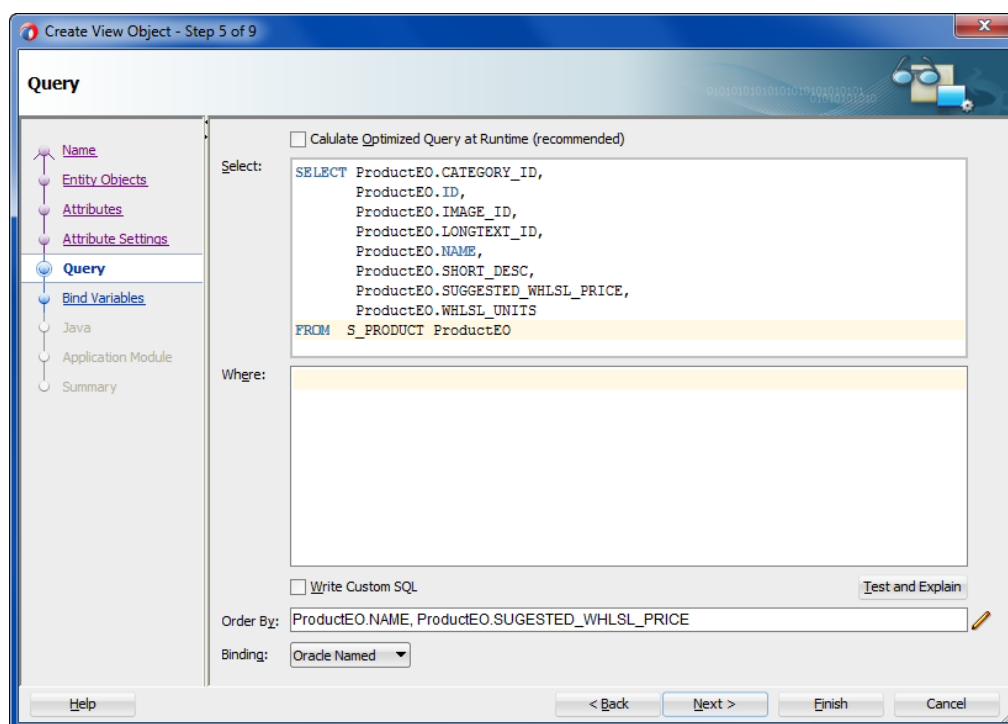 Create View Object - Step 5 of 9
Query
Name
Entity Objects
Attributes
Attribute Settings
Query
Bind Variables
Java
Application Module
Summary
Calulate Optimized Query at Runtime (recommended)
Select:
SELECT ProductEO.CATEGORY_ID,
ProductEO.ID,
ProductEO.IMAGE_ID,
ProductEO.LONGTEXT_ID,
ProductEO.NAME,
ProductEO.SHORT_DESC,
ProductEO.SUGGESTED_WHLSL_PRICE,
ProductEO.WHLSL_UNITS
FROM S_PRODUCT ProductEO
Where:
Write Custom SQL
Test and Explain
Order By: ProductEO.NAME, ProductEO.SUGESTED_WHLSL_PRICE
Binding: Oracle Named
Help
< Back
Next >
Finish
Cancel